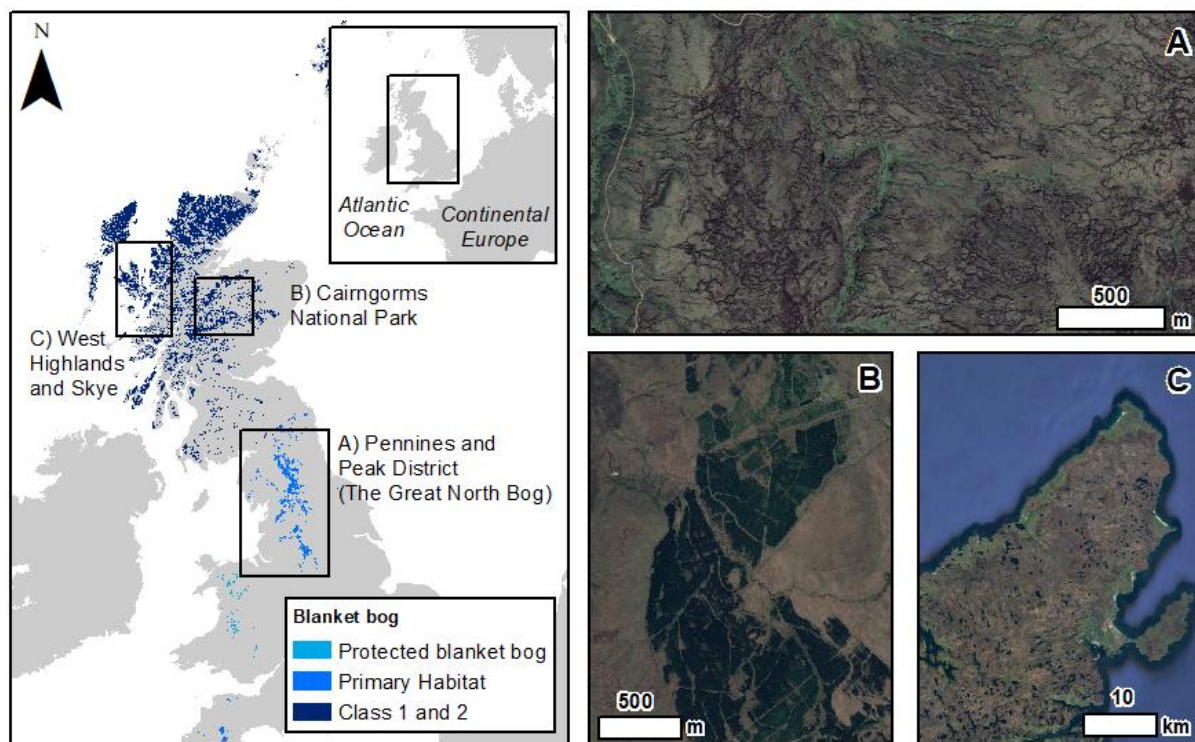 N
Atlantic
Ocean
Continental
Europe
B) Cairngorms
National Park
C) West
Highlands
and Skye
A) Pennines and
Peak District
(The Great North Bog)
Blanket bog
Protected blanket bog
Primary Habitat
Class 1 and 2
A
500
m
B
500
m
C
10
km